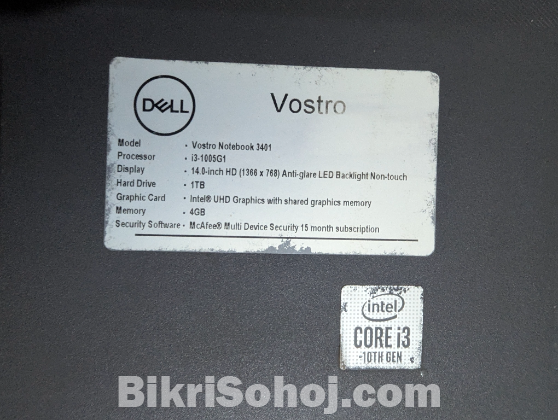 DELL
Vostro
Model • Vostro Notebook 3401
Processor • i3-1005G1
Display • 14.0-inch HD (1366 x 768) Anti-glare LED Backlight Non-touch
Hard Drive • 1TB
Graphic Card • Intel® UHD Graphics with shared graphics memory
Memory • 4GB
Security Software • McAfee® Multi Device Security 15 month subscription
intel
CORE i3
10TH GEN
BikriSohoj.com